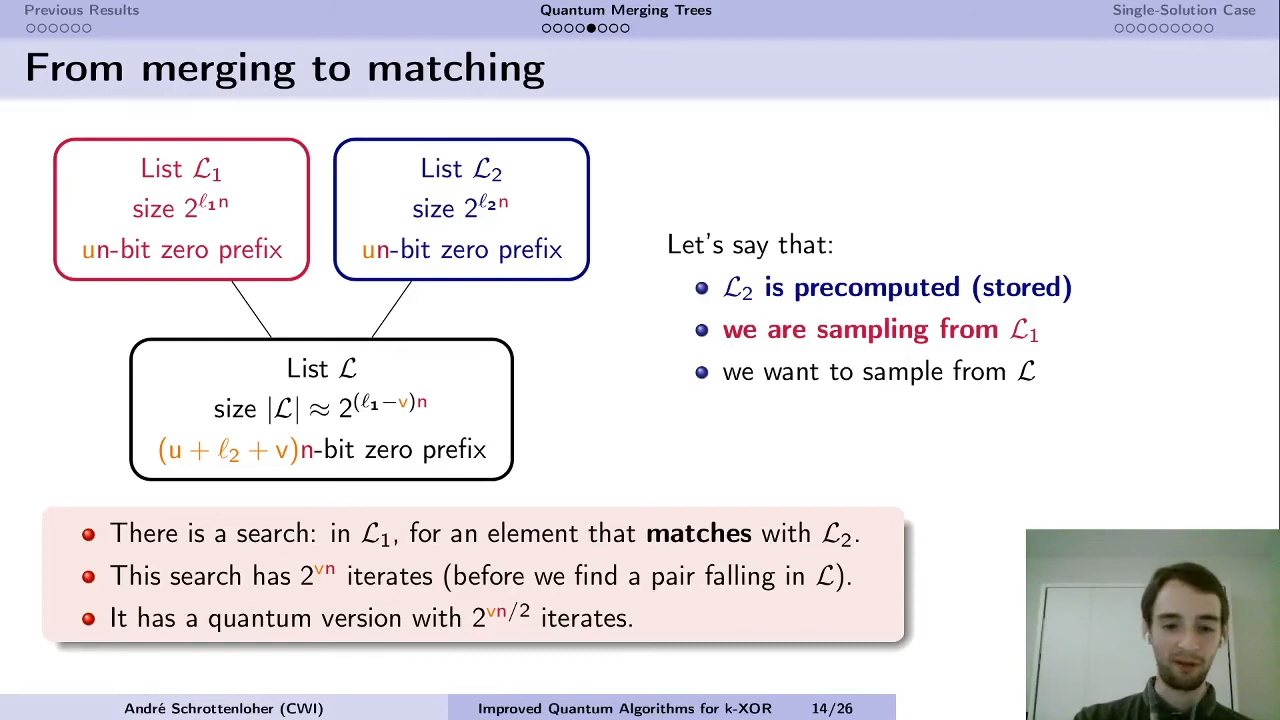 Previous Results
Quantum Merging Trees
Single-Solution Case
From merging to matching
List ℒ₁
size 2^{ℓ₁n}
un-bit zero prefix
List ℒ₂
size 2^{ℓ₂n}
un-bit zero prefix
List ℒ
size |ℒ| ≈ 2^{(ℓ₁−v)n}
(u + ℓ₂ + v)n-bit zero prefix
Let's say that:
ℒ₂ is precomputed (stored)
we are sampling from ℒ₁
we want to sample from ℒ
There is a search: in ℒ₁, for an element that matches with ℒ₂.
This search has 2^{vn} iterates (before we find a pair falling in ℒ).
It has a quantum version with 2^{vn/2} iterates.
André Schrottenloher (CWI)
Improved Quantum Algorithms for k-XOR
14/26